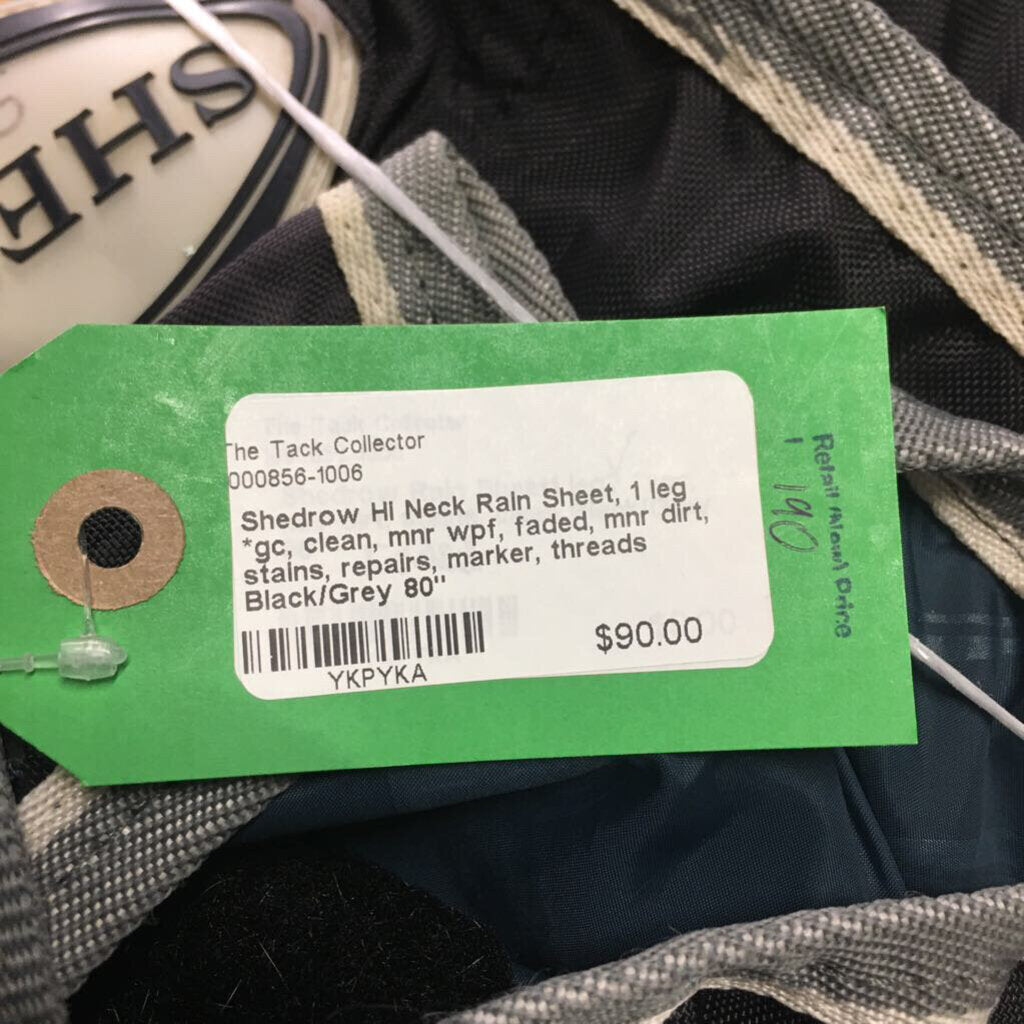 SHE
The Tack Collector
000856-1006
Shedrow HI Neck Rain Sheet, 1 leg
*gc, clean, mnr wpf, faded, mnr dirt,
stains, repairs, marker, threads
Black/Grey 80"
YKPYKA
$90.00
Retail (New) Price
190